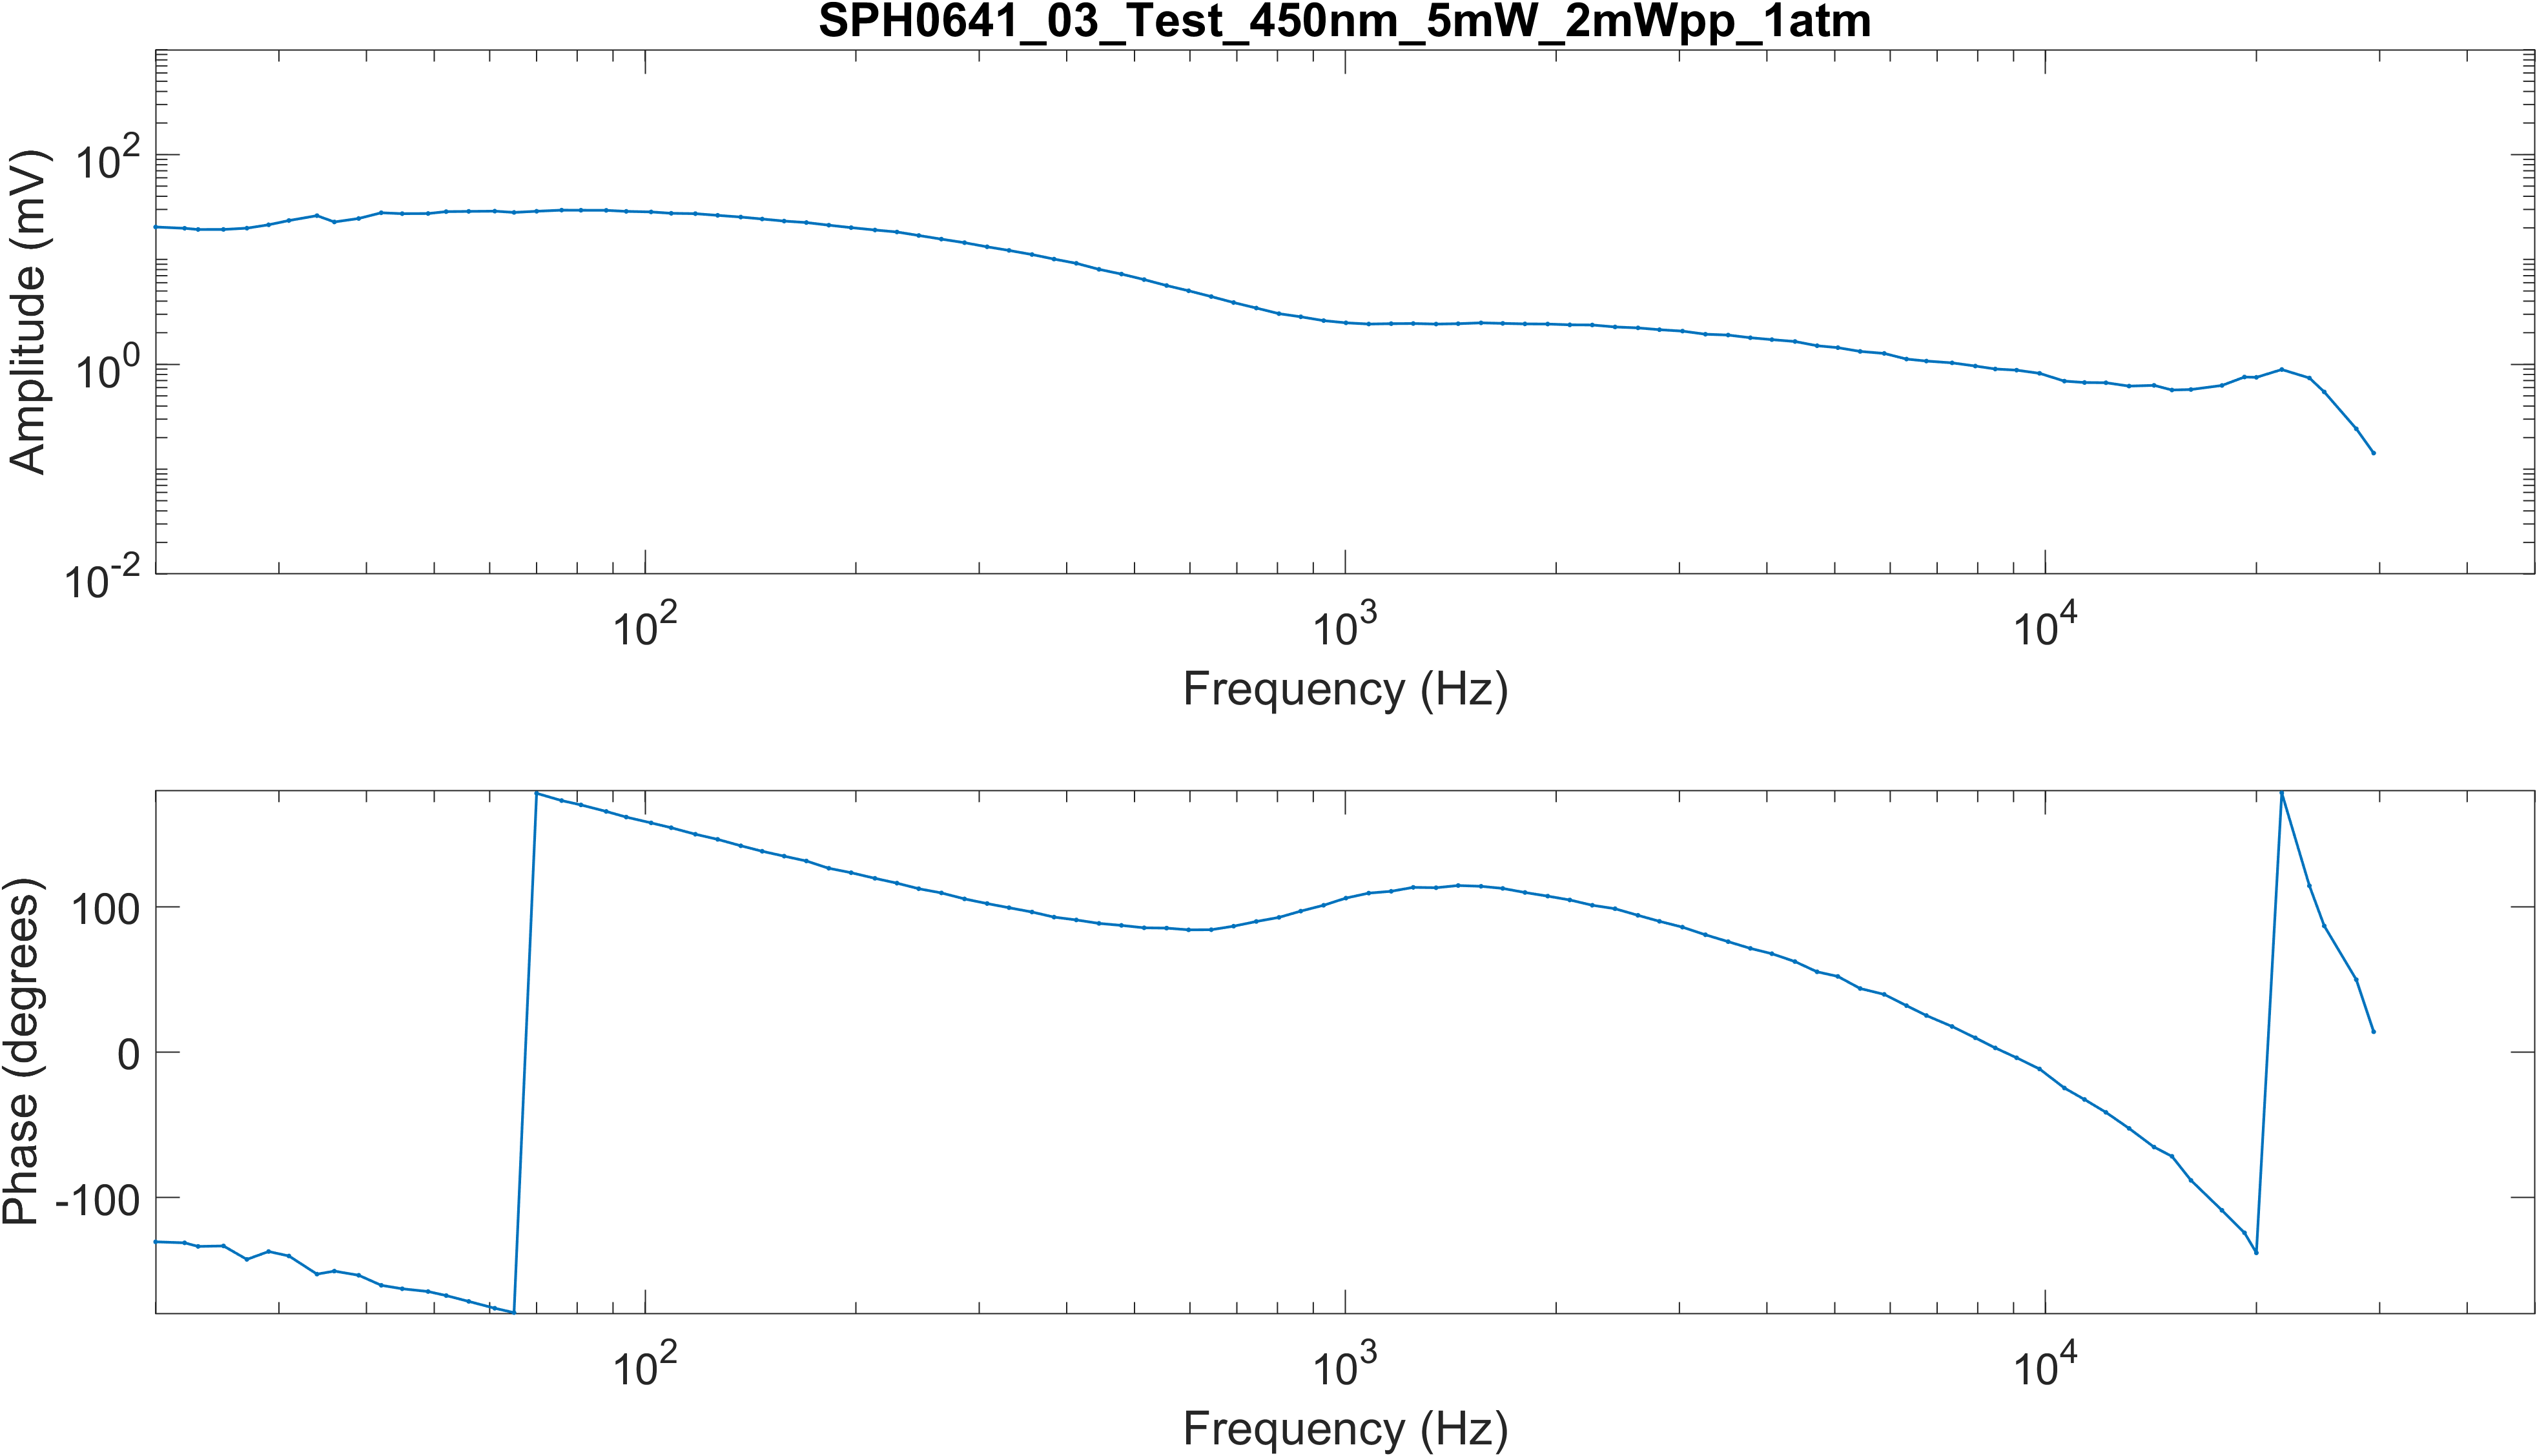 SPH0641_03_Test_450nm_5mW_2mWpp_1atm
Amplitude (mV)
10^2
10^0
10^-2
10^2
10^3
10^4
Frequency (Hz)
Phase (degrees)
100
0
-100
10^2
10^3
10^4
Frequency (Hz)